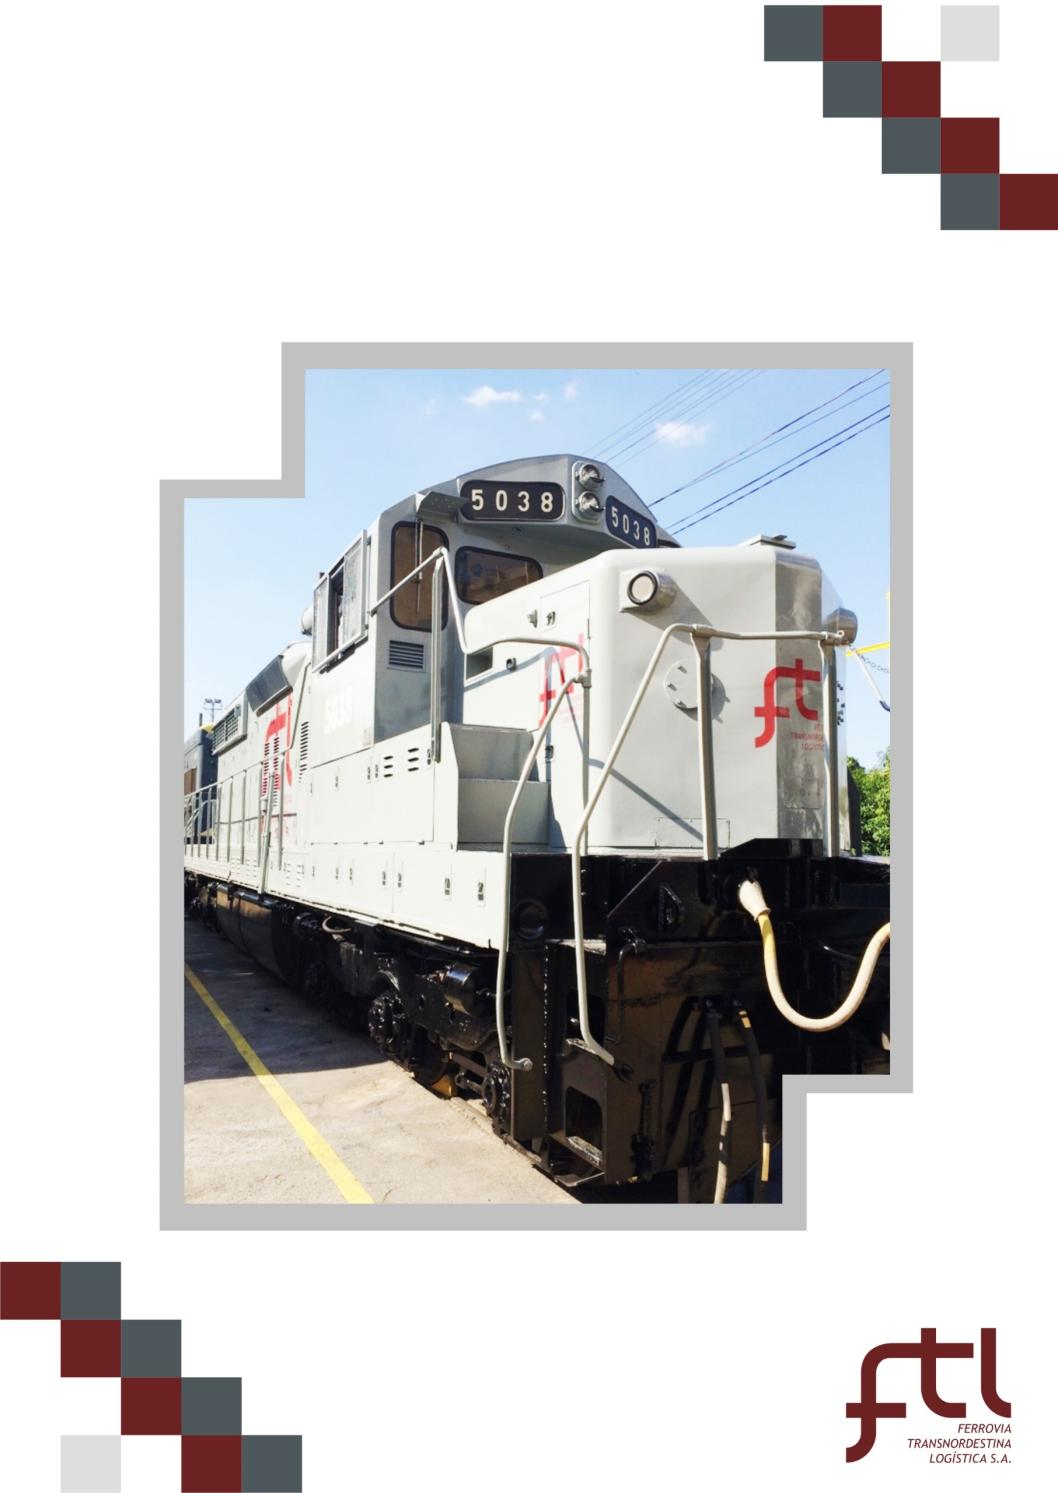 5038
5038
5038
ftl
ftl
ftl
ftl
FERROVIA
TRANSNORDESTINA
LOGÍSTICA S.A.